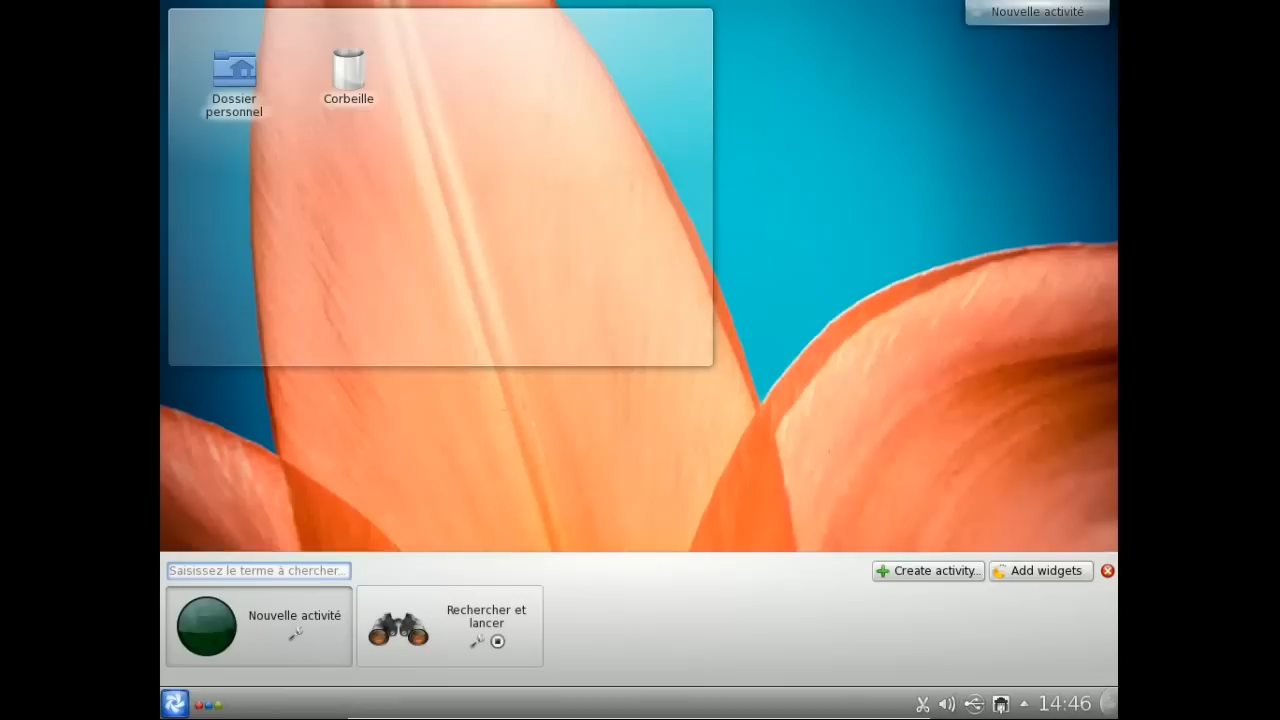 Nouvelle activité
Dossier
personnel
Corbeille
Saisissez le terme à chercher...
Create activity...
Add widgets
Nouvelle activité
Rechercher et
lancer
14:46